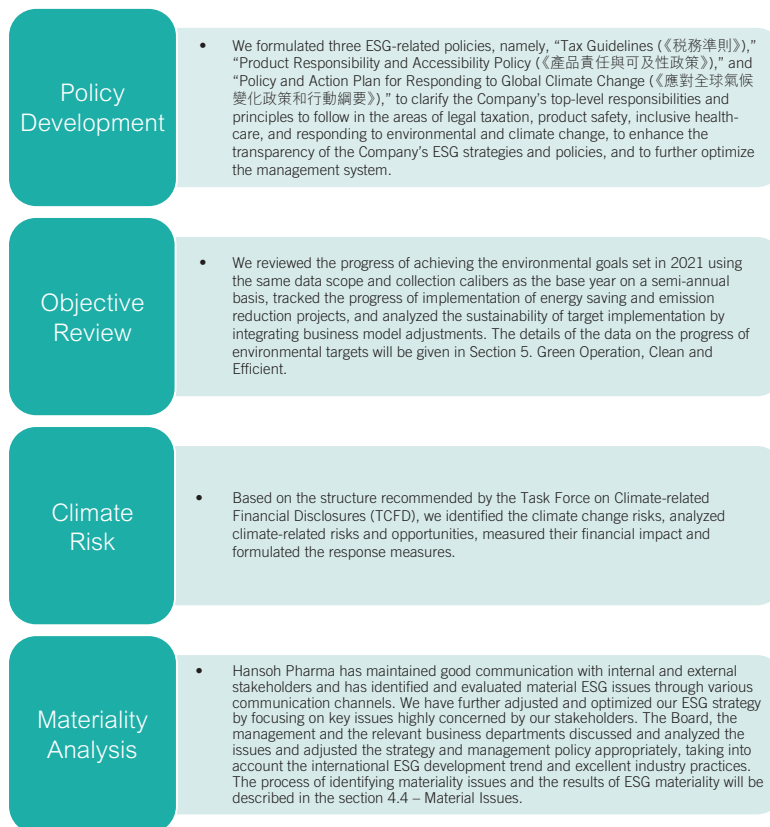 Policy
Development
• We formulated three ESG-related policies, namely, “Tax Guidelines (《稅務準則》),”
“Product Responsibility and Accessibility Policy (《產品責任與可及性政策》),” and
“Policy and Action Plan for Responding to Global Climate Change (《應對全球氣候
變化政策和行動綱要》),” to clarify the Company’s top-level responsibilities and
principles to follow in the areas of legal taxation, product safety, inclusive health-
care, and responding to environmental and climate change, to enhance the
transparency of the Company’s ESG strategies and policies, and to further optimize
the management system.
Objective
Review
• We reviewed the progress of achieving the environmental goals set in 2021 using
the same data scope and collection calibers as the base year on a semi-annual
basis, tracked the progress of implementation of energy saving and emission
reduction projects, and analyzed the sustainability of target implementation by
integrating business model adjustments. The details of the data on the progress of
environmental targets will be given in Section 5. Green Operation, Clean and
Efficient.
Climate
Risk
• Based on the structure recommended by the Task Force on Climate-related
Financial Disclosures (TCFD), we identified the climate change risks, analyzed
climate-related risks and opportunities, measured their financial impact and
formulated the response measures.
Materiality
Analysis
• Hansoh Pharma has maintained good communication with internal and external
stakeholders and has identified and evaluated material ESG issues through various
communication channels. We have further adjusted and optimized our ESG strategy
by focusing on key issues highly concerned by our stakeholders. The Board, the
management and the relevant business departments discussed and analyzed the
issues and adjusted the strategy and management policy appropriately, taking into
account the international ESG development trend and excellent industry practices.
The process of identifying materiality issues and the results of ESG materiality will be
described in the section 4.4 – Material Issues.